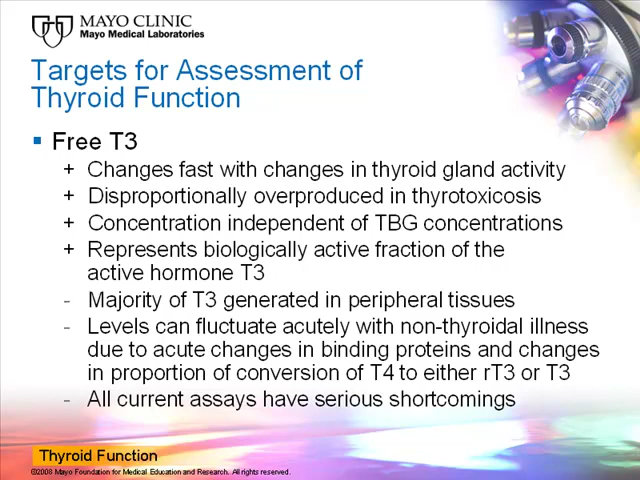 MAYO CLINIC
Mayo Medical Laboratories
Targets for Assessment of
Thyroid Function
▪ Free T3
+ Changes fast with changes in thyroid gland activity
+ Disproportionally overproduced in thyrotoxicosis
+ Concentration independent of TBG concentrations
+ Represents biologically active fraction of the
active hormone T3
- Majority of T3 generated in peripheral tissues
- Levels can fluctuate acutely with non-thyroidal illness
due to acute changes in binding proteins and changes
in proportion of conversion of T4 to either rT3 or T3
- All current assays have serious shortcomings
Thyroid Function
©2008 Mayo Foundation for Medical Education and Research. All rights reserved.